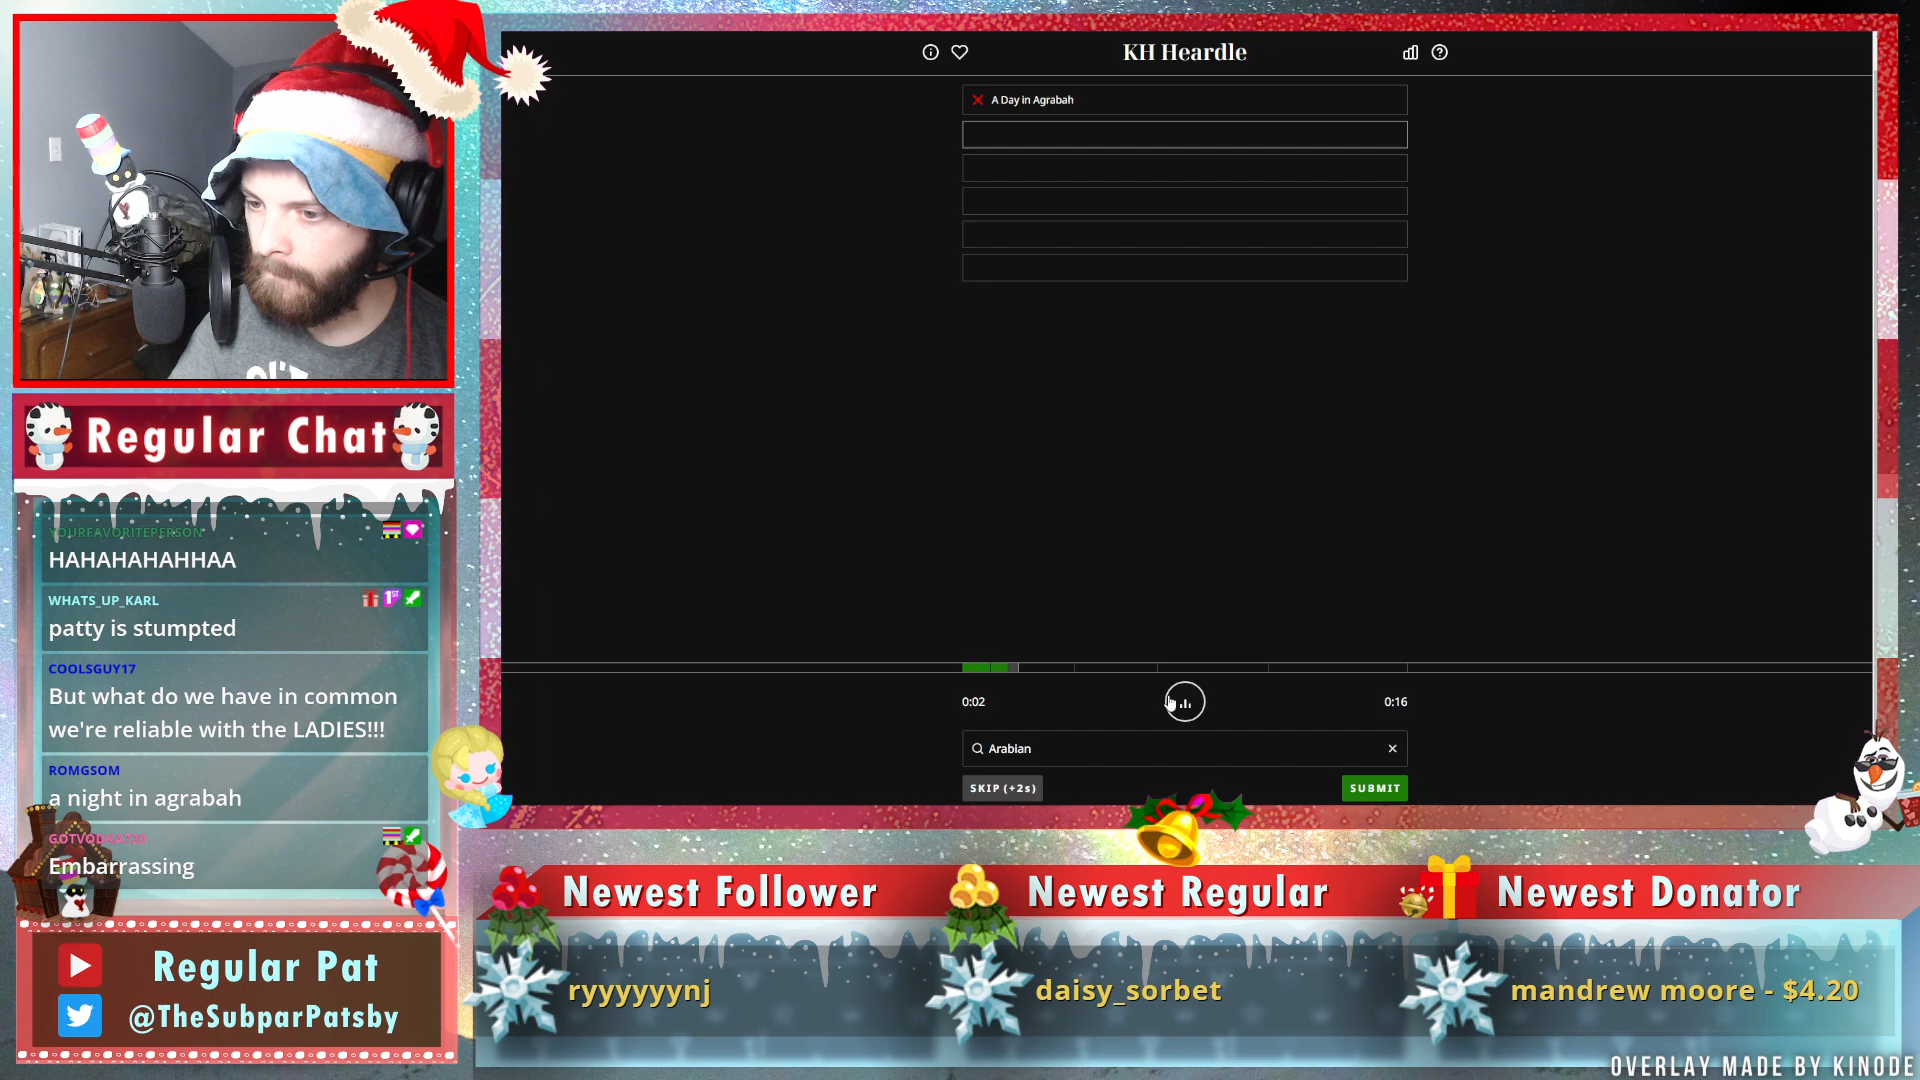 KH Heardle
A Day in Agrabah
0:02
0:16
Arabian
SKIP (+2s)
SUBMIT
Regular Chat
YOURFAVORITEPERSON
HAHAHAHAHHAA
WHATS_UP_KARL
1ST
patty is stumpted
COOLSGUY17
But what do we have in common
we're reliable with the LADIES!!!
ROMGSOM
a night in agrabah
Embarrassing
Regular Pat
@TheSubparPatsby
Newest Follower
Newest Regular
Newest Donator
ryyyyyynj
daisy_sorbet
mandrew moore - $4.20
OVERLAY MADE BY KINODE